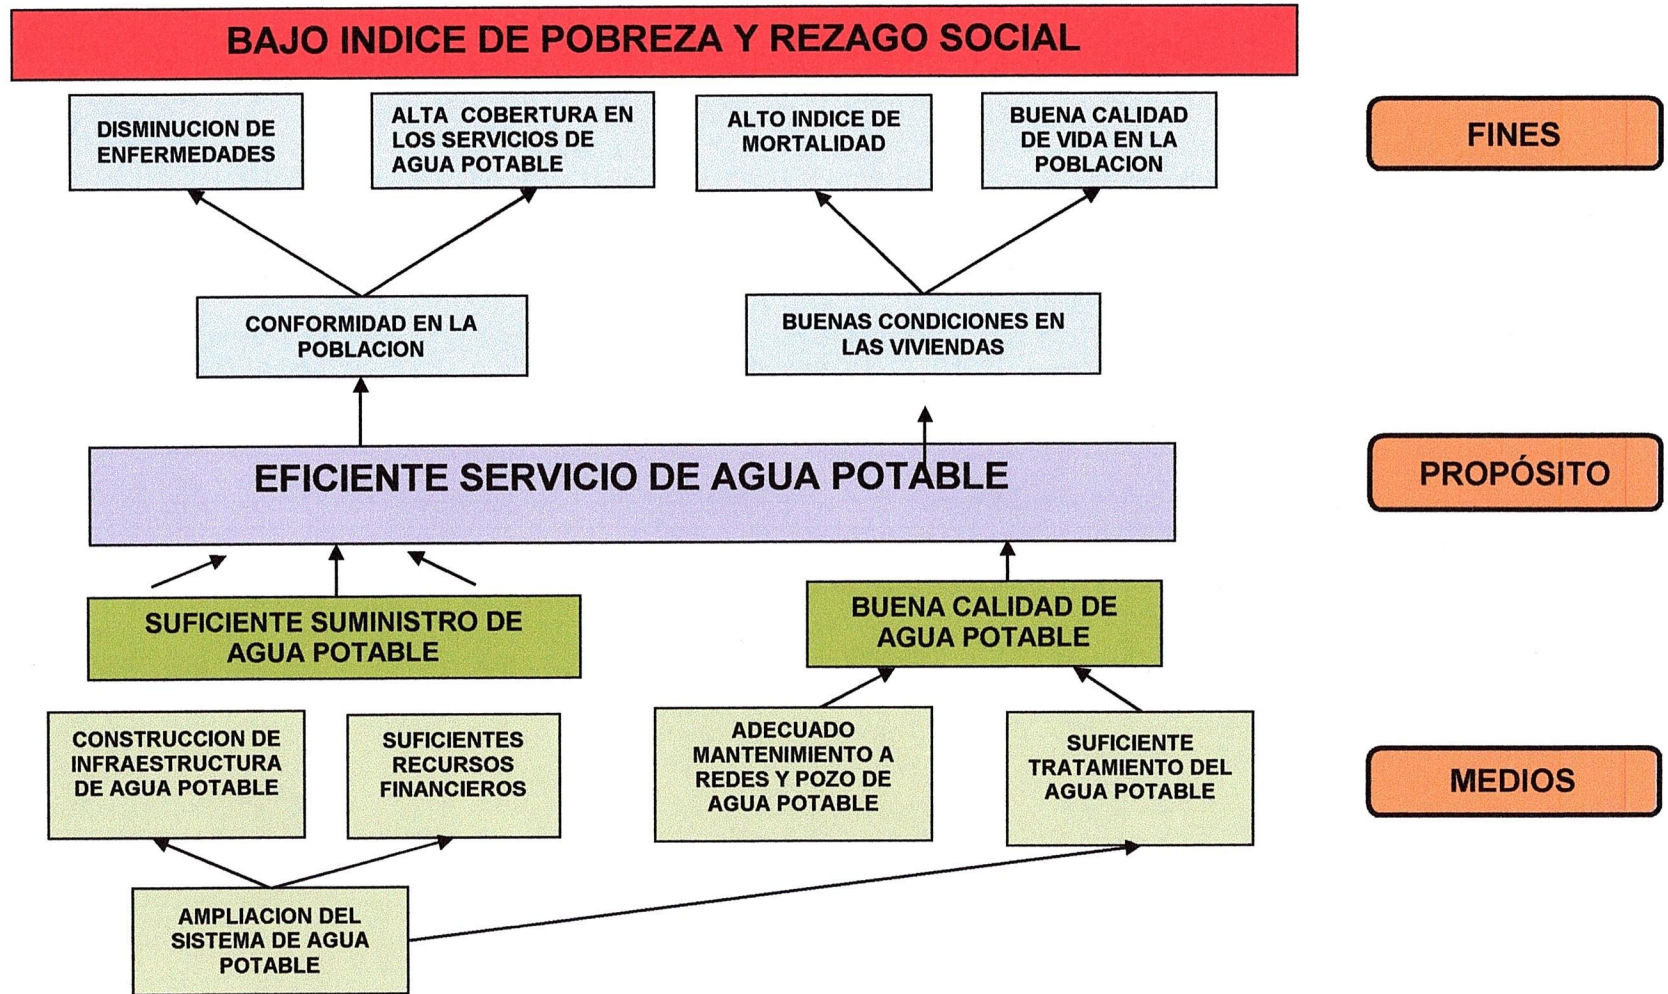 BAJO INDICE DE POBREZA Y REZAGO SOCIAL
DISMINUCION DE
ENFERMEDADES
ALTA COBERTURA EN
LOS SERVICIOS DE
AGUA POTABLE
ALTO INDICE DE
MORTALIDAD
BUENA CALIDAD
DE VIDA EN LA
POBLACION
FINES
CONFORMIDAD EN LA
POBLACION
BUENAS CONDICIONES EN
LAS VIVIENDAS
EFICIENTE SERVICIO DE AGUA POTABLE
PROPÓSITO
SUFICIENTE SUMINISTRO DE
AGUA POTABLE
BUENA CALIDAD DE
AGUA POTABLE
CONSTRUCCION DE
INFRAESTRUCTURA
DE AGUA POTABLE
SUFICIENTES
RECURSOS
FINANCIEROS
ADECUADO
MANTENIMIENTO A
REDES Y POZO DE
AGUA POTABLE
SUFICIENTE
TRATAMIENTO DEL
AGUA POTABLE
MEDIOS
AMPLIACION DEL
SISTEMA DE AGUA
POTABLE